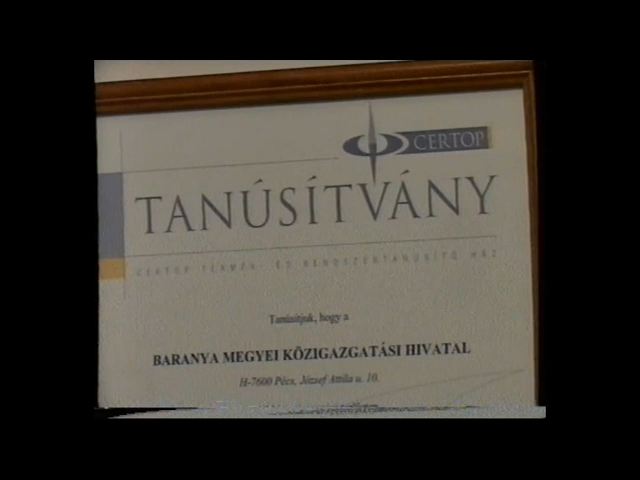 CERTOP
TANÚSÍTVÁNY
CERTOP TERMÉK- ÉS RENDSZERTANÚSÍTÓ HÁZ
Tanúsítjuk, hogy a
BARANYA MEGYEI KÖZIGAZGATÁSI HIVATAL
H-7600 Pécs, József Attila u. 10.